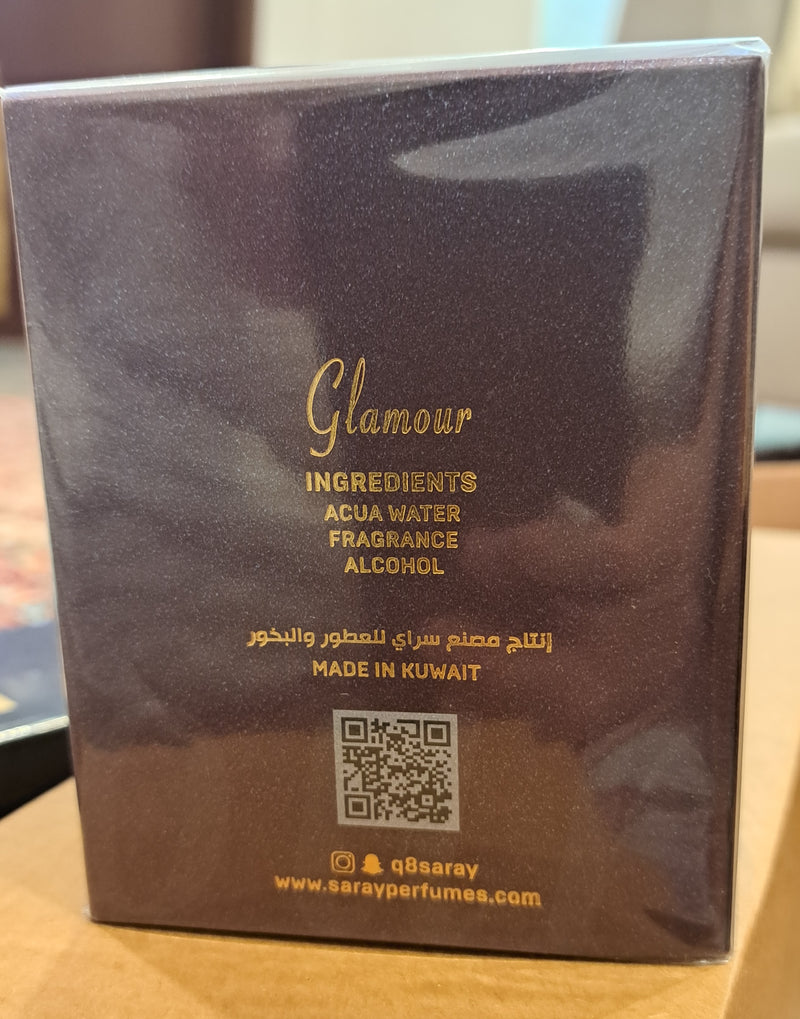 Glamour
INGREDIENTS
ACUA WATER
FRAGRANCE
ALCOHOL
إنتاج مصنع سراي للعطور والبخور
MADE IN KUWAIT
q8saray
www.sarayperfumes.com